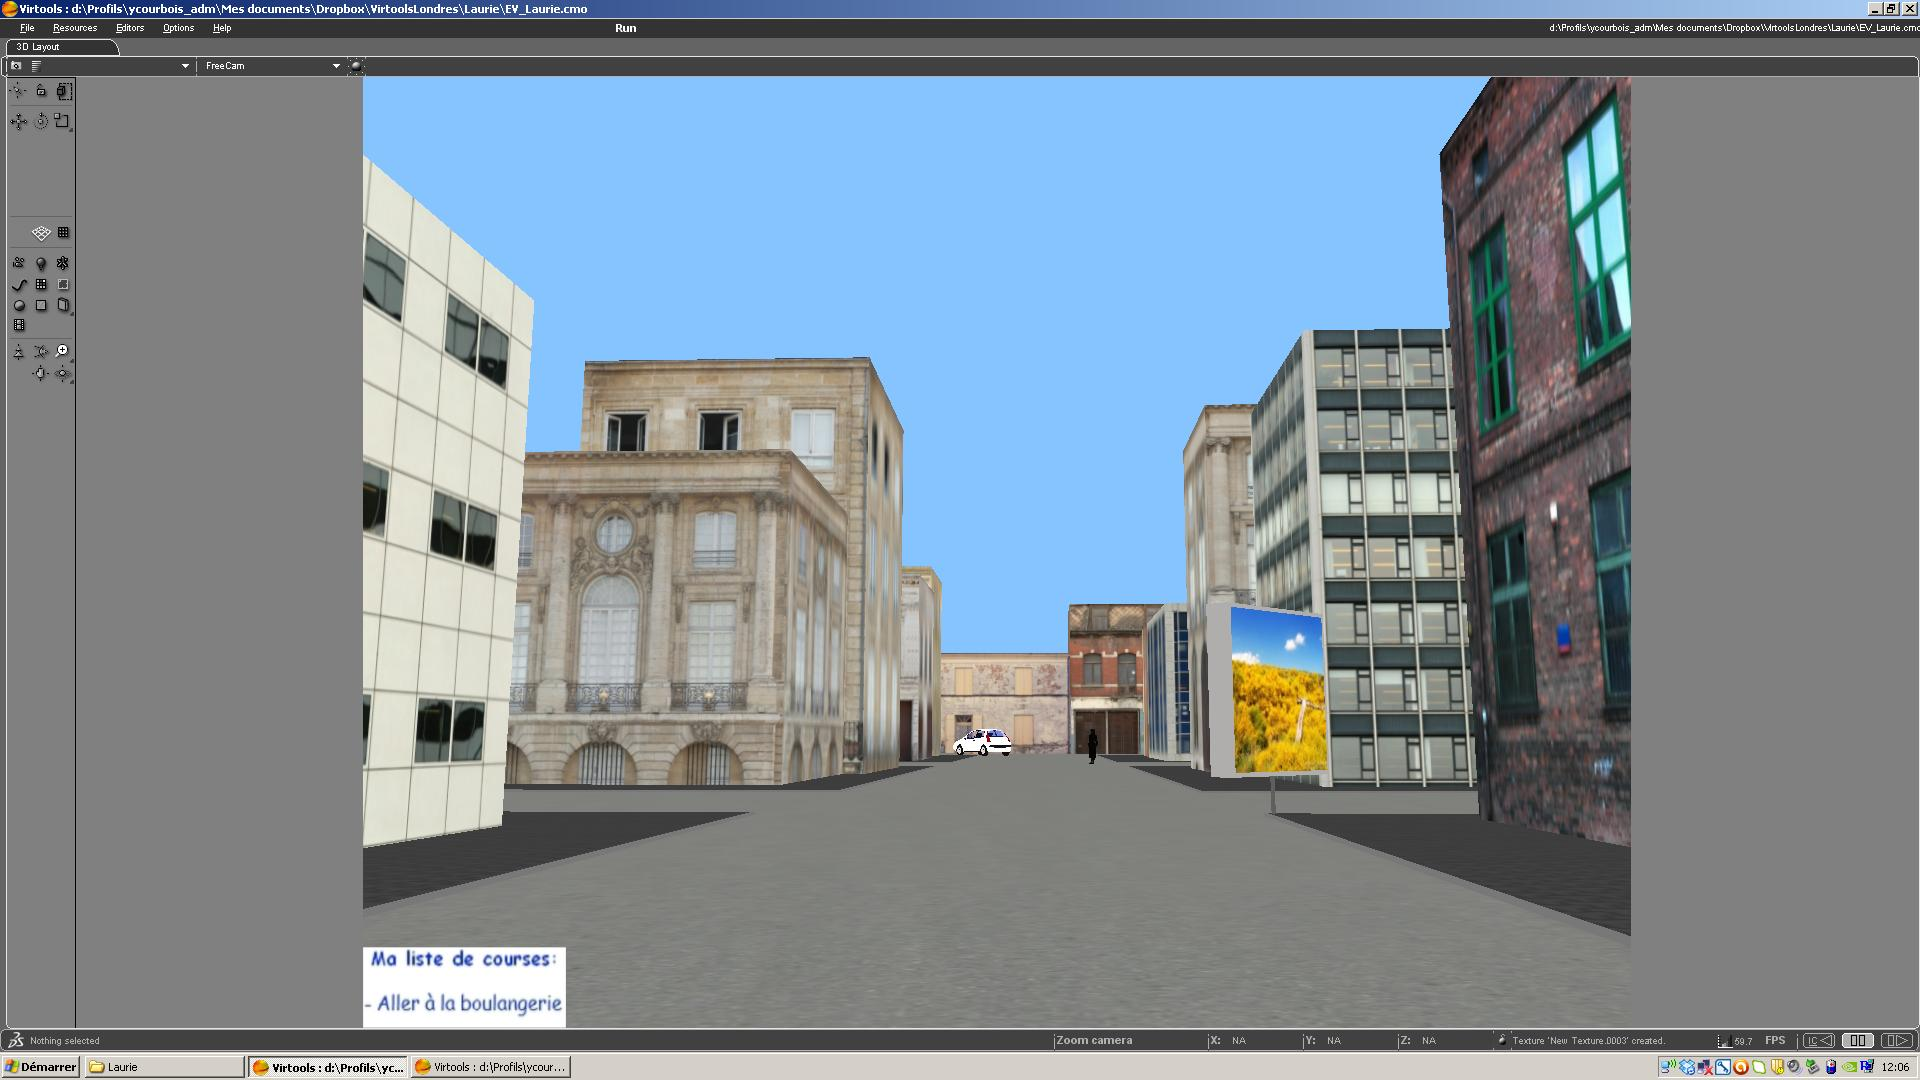 Virtools : d:\Profils\ycourbois_adm\Mes documents\Dropbox\VirtoolsLondres\Laurie\EV_Laurie.cmo
File Resources Editors Options Help Run d:\Profils\ycourbois_adm\Mes documents\Dropbox\VirtoolsLondres\Laurie\EV_Laurie.cmo
3D Layout
FreeCam
Ma liste de courses:
- Aller à la boulangerie
Nothing selected Zoom camera X: NA Y: NA Z: NA Texture 'New Texture.0003' created. 59.7 FPS IC
Démarrer Laurie Virtools : d:\Profils\yc... Virtools : d:\Profils\ycour... 12:06